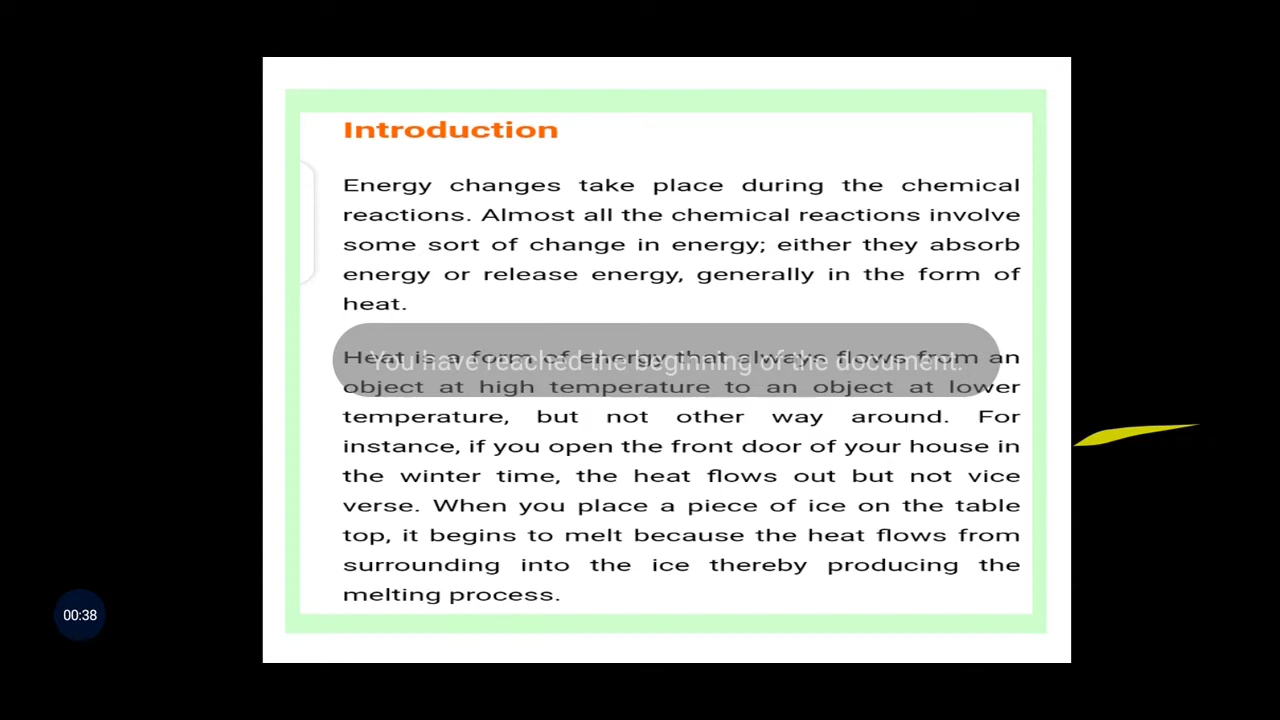 Introduction
Energy changes take place during the chemical
reactions. Almost all the chemical reactions involve
some sort of change in energy; either they absorb
energy or release energy, generally in the form of
heat.
Heat is a form of energy that always flows from an
You have reached the beginning of the document.
object at high temperature to an object at lower
temperature, but not other way around. For
instance, if you open the front door of your house in
the winter time, the heat flows out but not vice
verse. When you place a piece of ice on the table
top, it begins to melt because the heat flows from
surrounding into the ice thereby producing the
melting process.
00:38